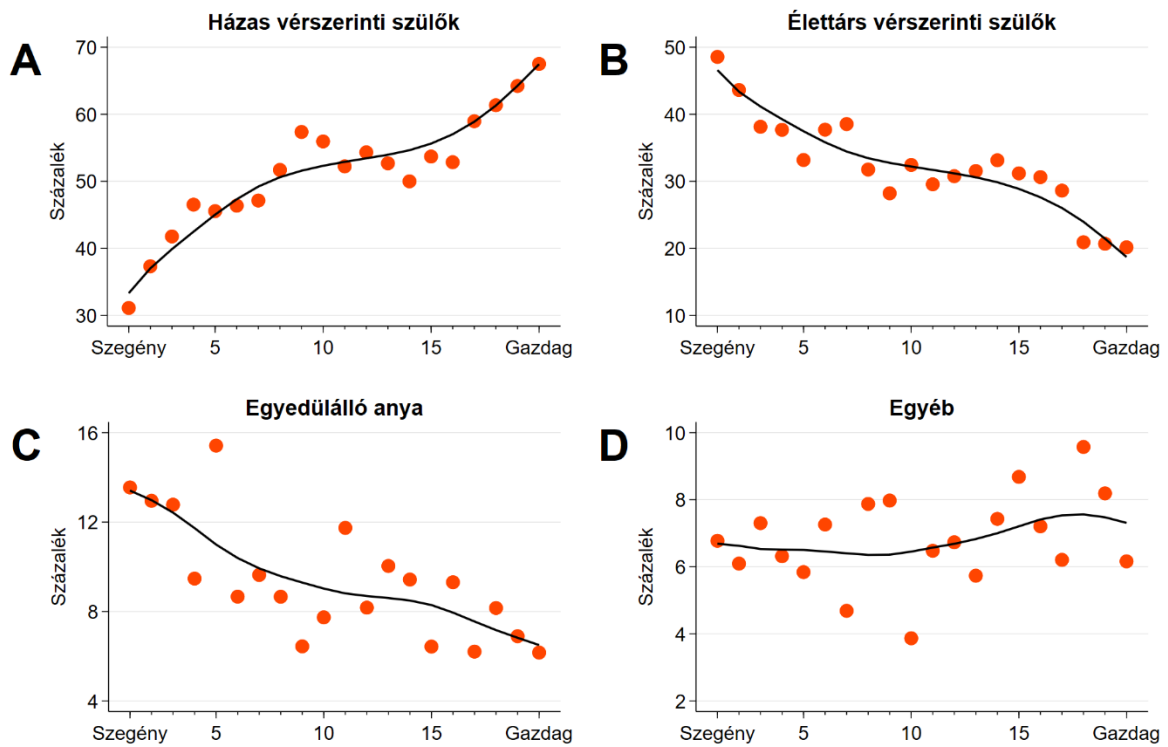 A
Házas vérszerinti szülők
Százalék
70
60
50
40
30
Szegény 5 10 15 Gazdag
B
Élettárs vérszerinti szülők
Százalék
50
40
30
20
10
Szegény 5 10 15 Gazdag
C
Egyedülálló anya
Százalék
16
12
8
4
Szegény 5 10 15 Gazdag
D
Egyéb
Százalék
10
8
6
4
2
Szegény 5 10 15 Gazdag